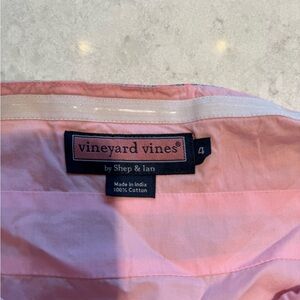 vineyard vines®
by Shep & Ian
4
Made in India
100% Cotton